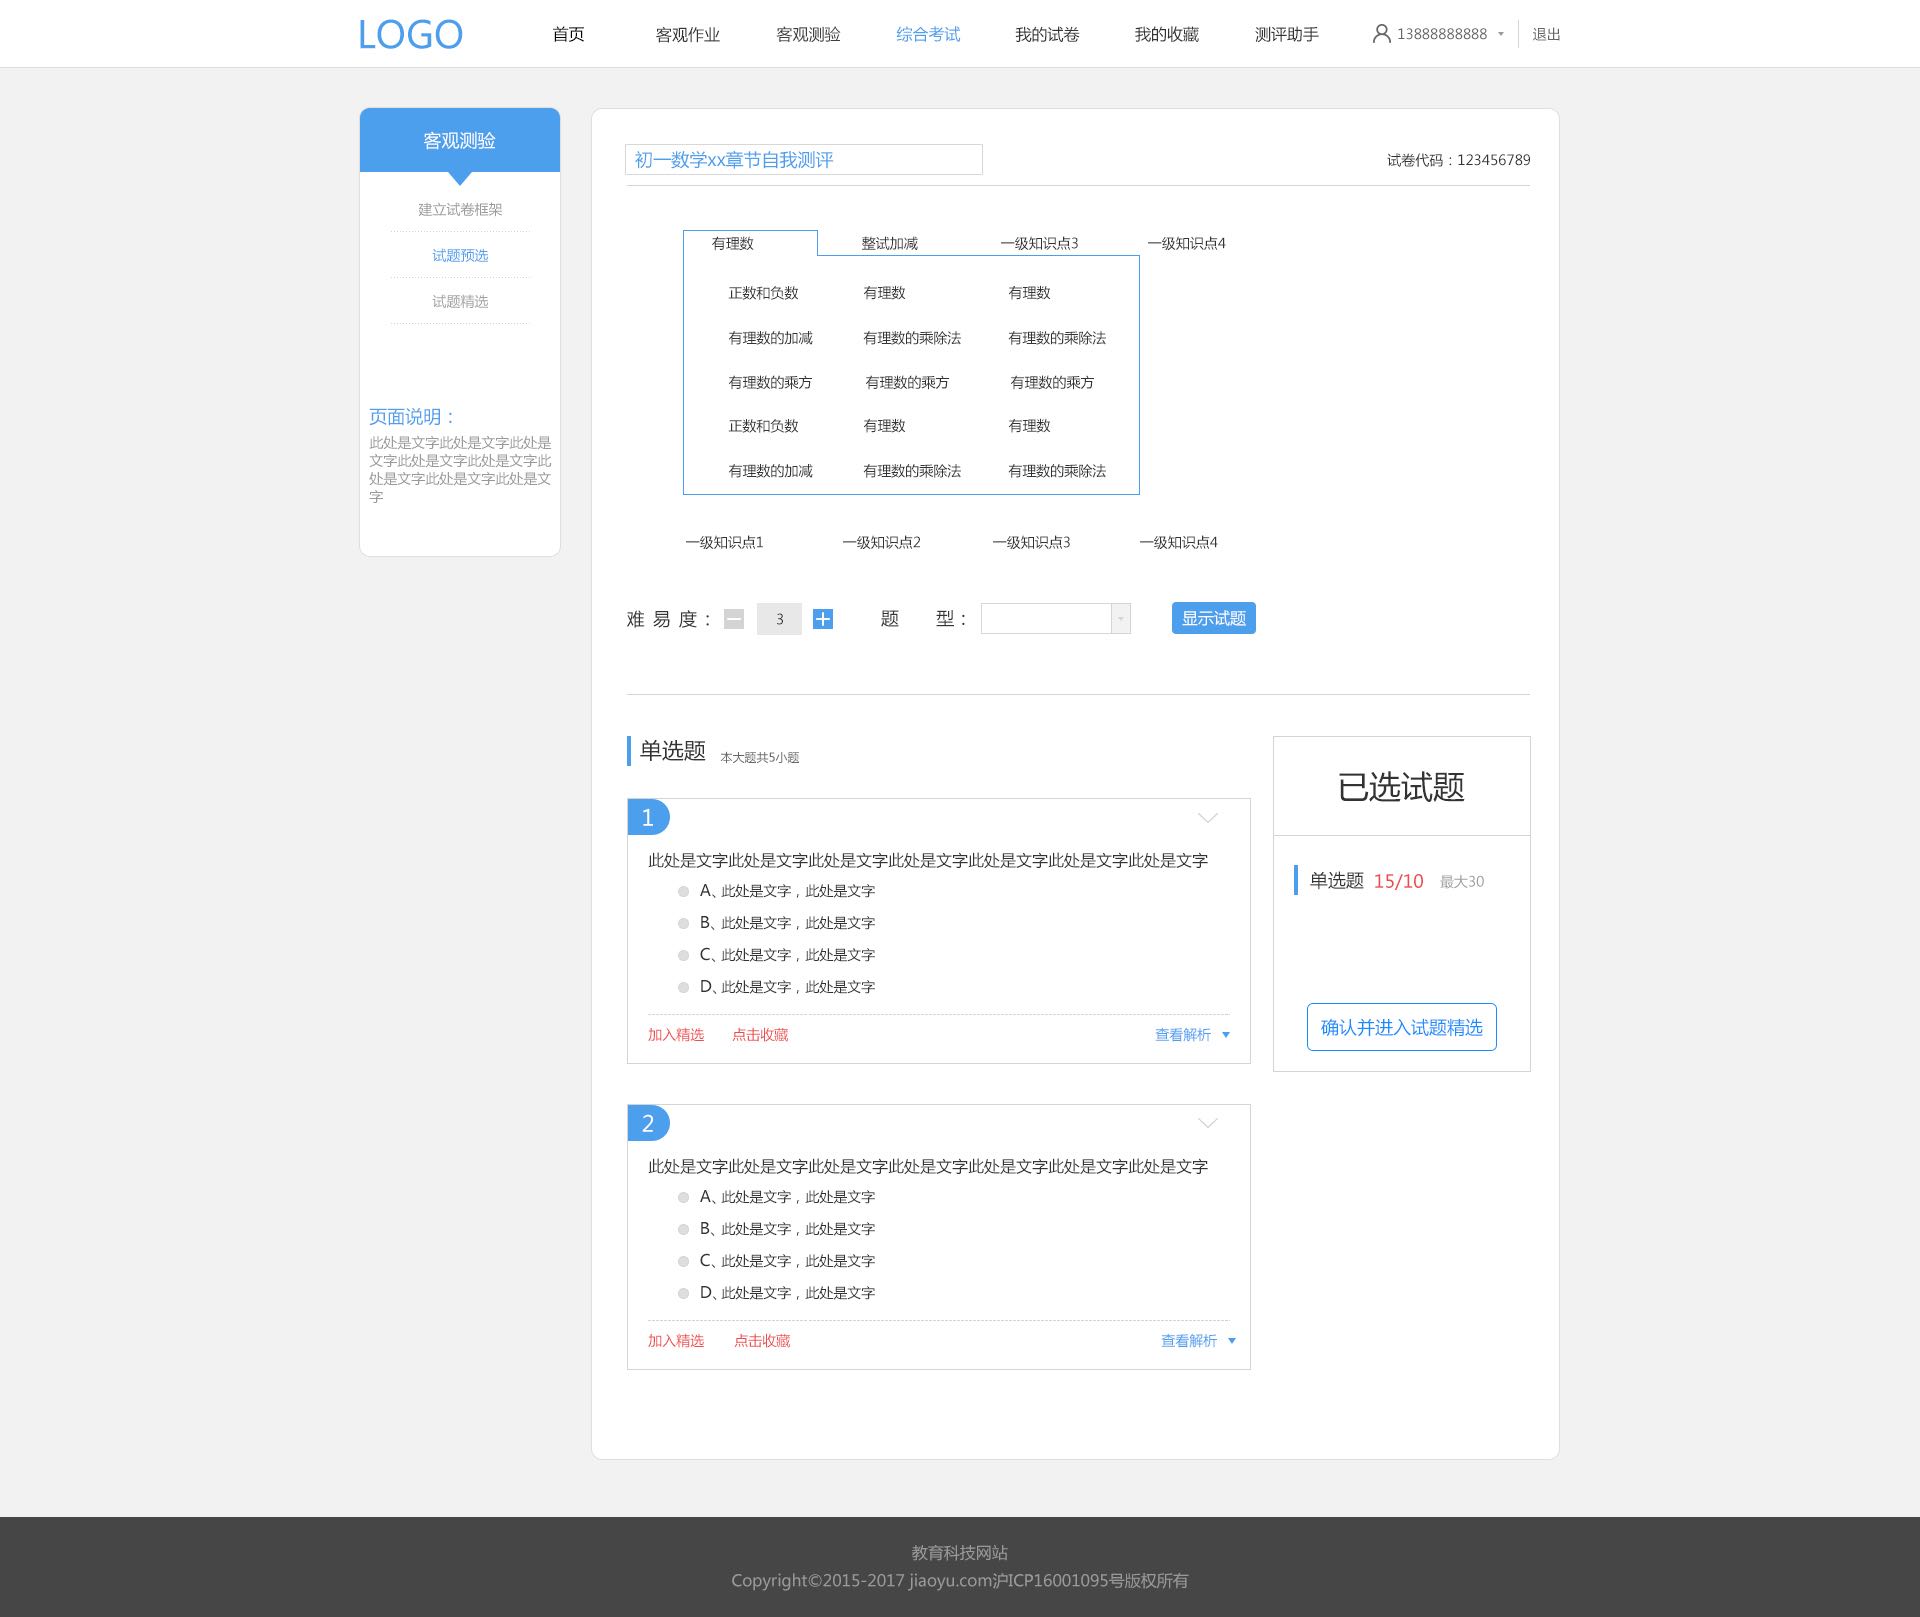 LOGO 首页 客观作业 客观测验 综合考试 我的试卷 我的收藏 测评助手 13888888888 退出
客观测验
建立试卷框架
试题预选
试题精选
页面说明：
此处是文字此处是文字此处是
文字此处是文字此处是文字此
处是文字此处是文字此处是文
字
初一数学xx章节自我测评 试卷代码：123456789
有理数 整试加减 一级知识点3 一级知识点4
正数和负数 有理数 有理数
有理数的加减 有理数的乘除法 有理数的乘除法
有理数的乘方 有理数的乘方 有理数的乘方
正数和负数 有理数 有理数
有理数的加减 有理数的乘除法 有理数的乘除法
一级知识点1 一级知识点2 一级知识点3 一级知识点4
难易度： 3 题 型： 显示试题
单选题 本大题共5小题
1
此处是文字此处是文字此处是文字此处是文字此处是文字此处是文字此处是文字
A、此处是文字，此处是文字
B、此处是文字，此处是文字
C、此处是文字，此处是文字
D、此处是文字，此处是文字
加入精选 点击收藏 查看解析
2
此处是文字此处是文字此处是文字此处是文字此处是文字此处是文字此处是文字
A、此处是文字，此处是文字
B、此处是文字，此处是文字
C、此处是文字，此处是文字
D、此处是文字，此处是文字
加入精选 点击收藏 查看解析
已选试题
单选题 15/10 最大30
确认并进入试题精选
教育科技网站
Copyright©2015-2017 jiaoyu.com沪ICP16001095号版权所有